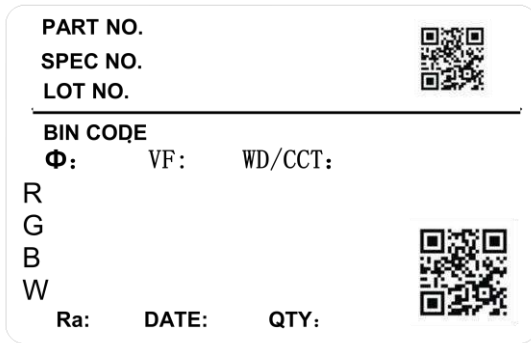 PART NO.
SPEC NO.
LOT NO.
BIN CODE
Φ： VF: WD/CCT：
R
G
B
W
Ra: DATE: QTY：